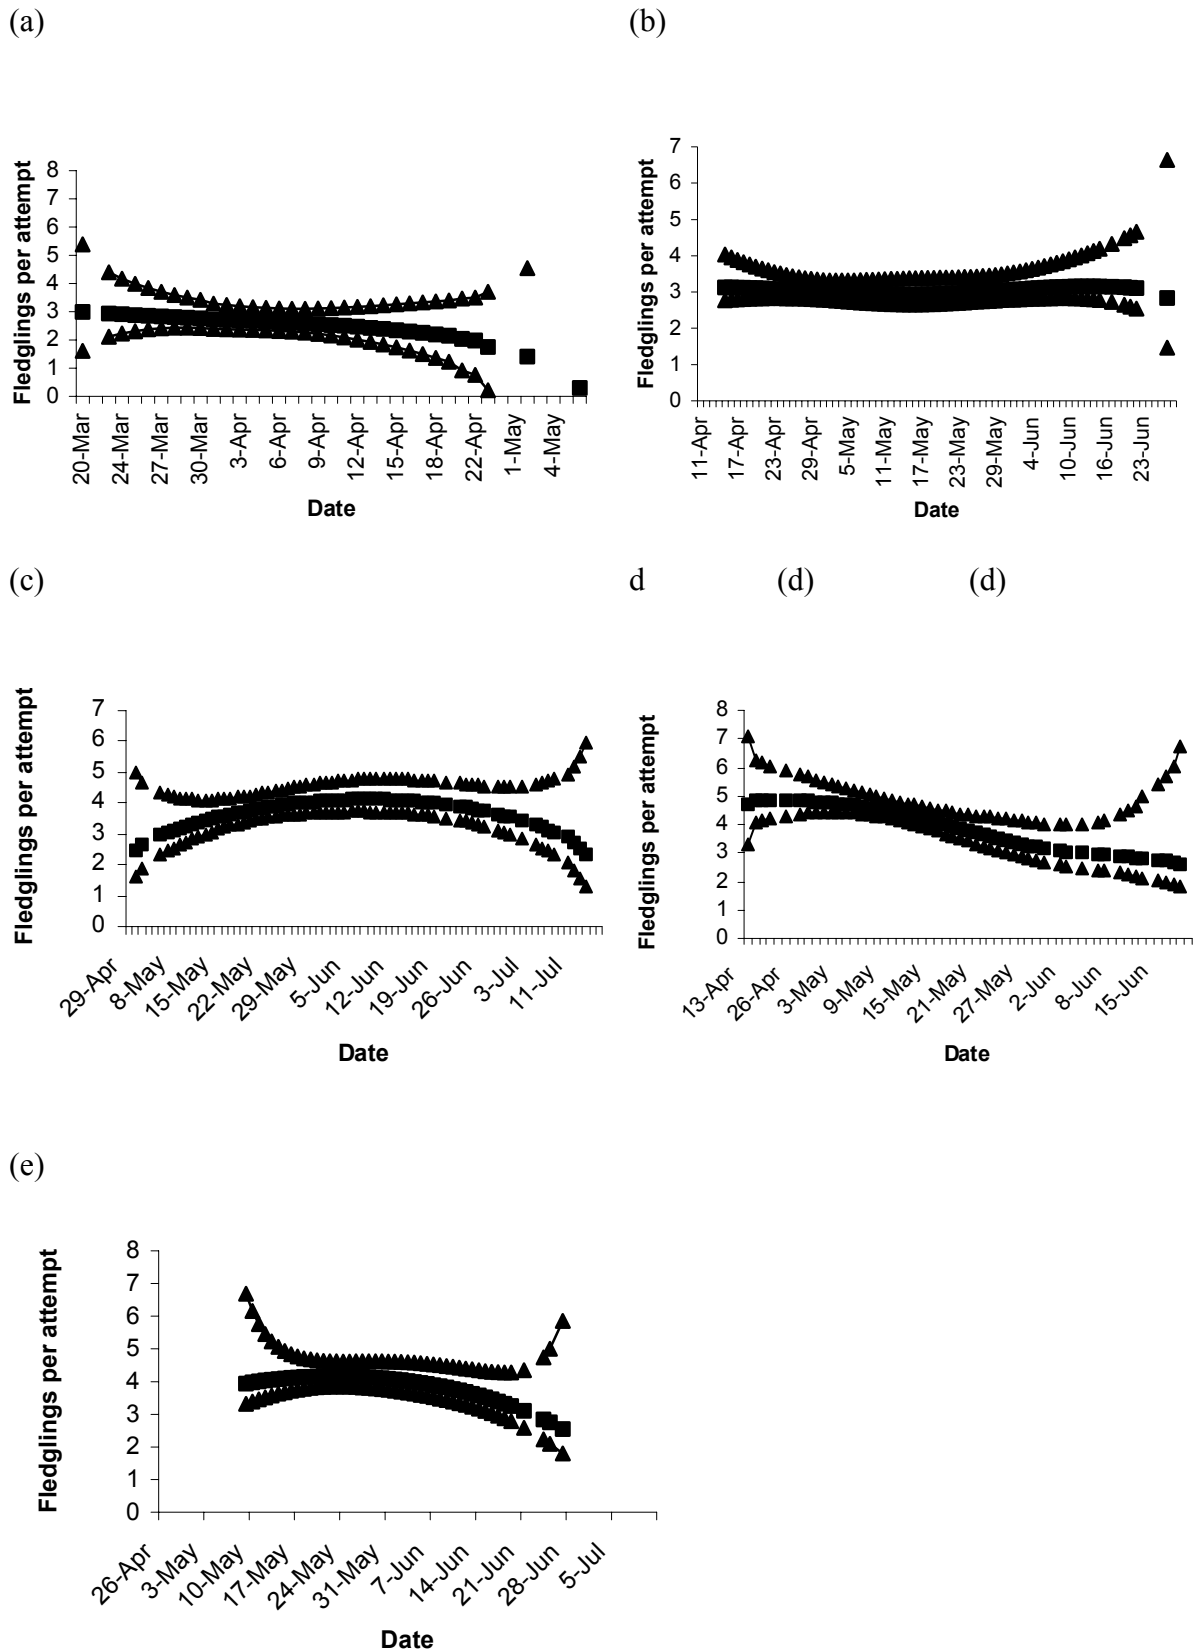 (a)
(b)
Fledglings per attempt
8
7
6
5
4
3
2
1
0
20-Mar
24-Mar
27-Mar
30-Mar
3-Apr
6-Apr
9-Apr
12-Apr
15-Apr
18-Apr
22-Apr
1-May
4-May
Date
Fledglings per attempt
7
6
5
4
3
2
1
0
11-Apr
17-Apr
23-Apr
29-Apr
5-May
11-May
17-May
23-May
29-May
4-Jun
10-Jun
16-Jun
23-Jun
Date
(c)
d (d) (d)
Fledglings per attempt
7
6
5
4
3
2
1
0
29-Apr
8-May
15-May
22-May
29-May
5-Jun
12-Jun
19-Jun
26-Jun
3-Jul
11-Jul
Date
Fledglings per attempt
8
7
6
5
4
3
2
1
0
13-Apr
26-Apr
3-May
9-May
15-May
21-May
27-May
2-Jun
8-Jun
15-Jun
Date
(e)
Fledglings per attempt
8
7
6
5
4
3
2
1
0
26-Apr
3-May
10-May
17-May
24-May
31-May
7-Jun
14-Jun
21-Jun
28-Jun
5-Jul
Date